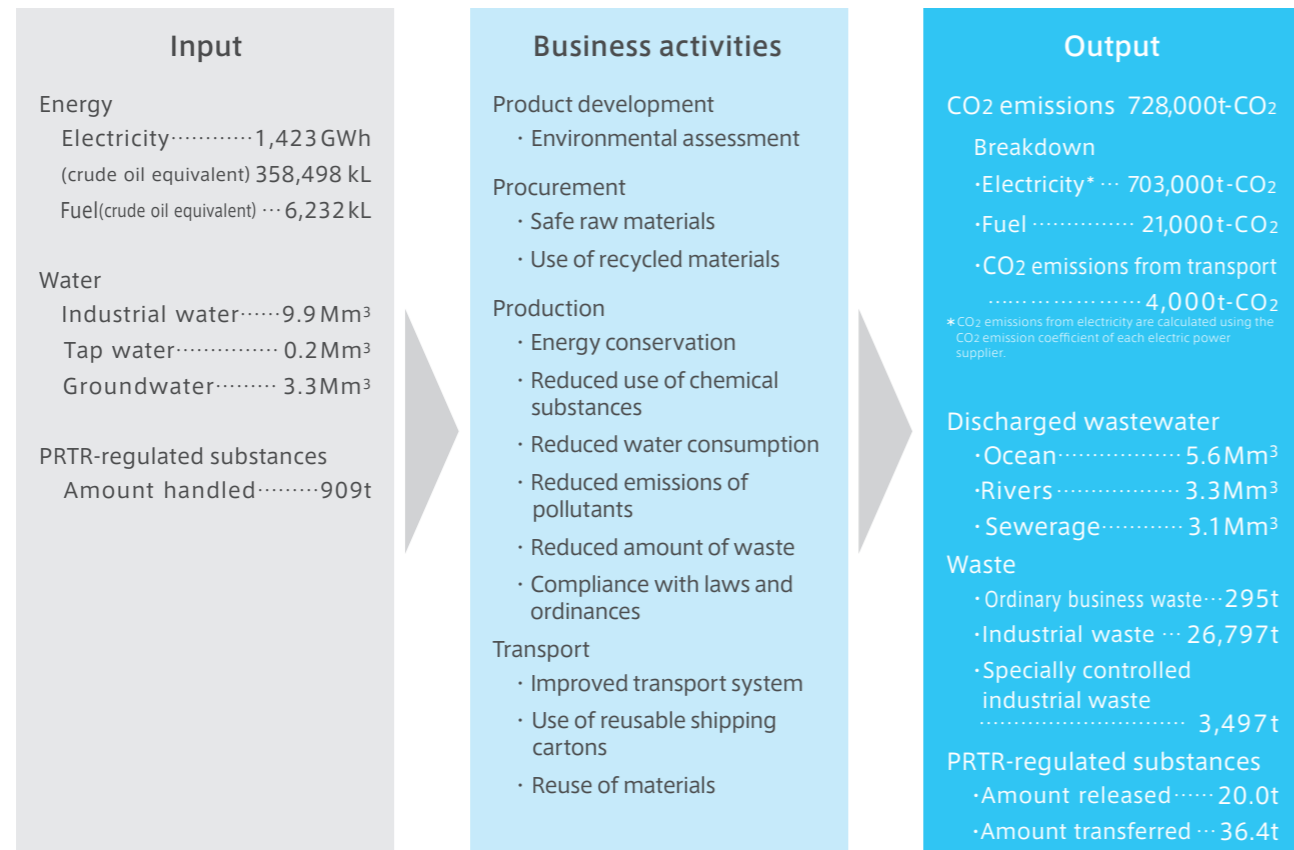 Input
Energy
Electricity············1,423 GWh
(crude oil equivalent) 358,498 kL
Fuel(crude oil equivalent) ···6,232 kL
Water
Industrial water······9.9 Mm³
Tap water··············· 0.2 Mm³
Groundwater········· 3.3 Mm³
PRTR-regulated substances
Amount handled·········909t
Business activities
Product development
・Environmental assessment
Procurement
・Safe raw materials
・Use of recycled materials
Production
・Energy conservation
・Reduced use of chemical
substances
・Reduced water consumption
・Reduced emissions of
pollutants
・Reduced amount of waste
・Compliance with laws and
ordinances
Transport
・Improved transport system
・Use of reusable shipping
cartons
・Reuse of materials
Output
CO2 emissions 728,000t-CO2
Breakdown
・Electricity* ··· 703,000t-CO2
・Fuel ··············· 21,000t-CO2
・CO2 emissions from transport
······················ 4,000t-CO2
*CO2 emissions from electricity are calculated using the
CO2 emission coefficient of each electric power
supplier.
Discharged wastewater
・Ocean·················· 5.6 Mm³
・Rivers ·················· 3.3 Mm³
・Sewerage············ 3.1 Mm³
Waste
・Ordinary business waste···295t
・Industrial waste ··· 26,797t
・Specially controlled
industrial waste
······························ 3,497t
PRTR-regulated substances
・Amount released······ 20.0t
・Amount transferred ··· 36.4t